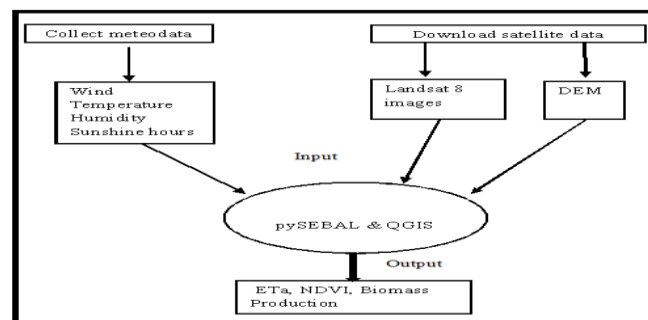 Collect meteodata
Download satellite data
Wind
Temperature
Humidity
Sunshine hours
Landsat 8
images
DEM
Input
pySEBAL & QGIS
Output
ETa, NDVI, Biomass
Production